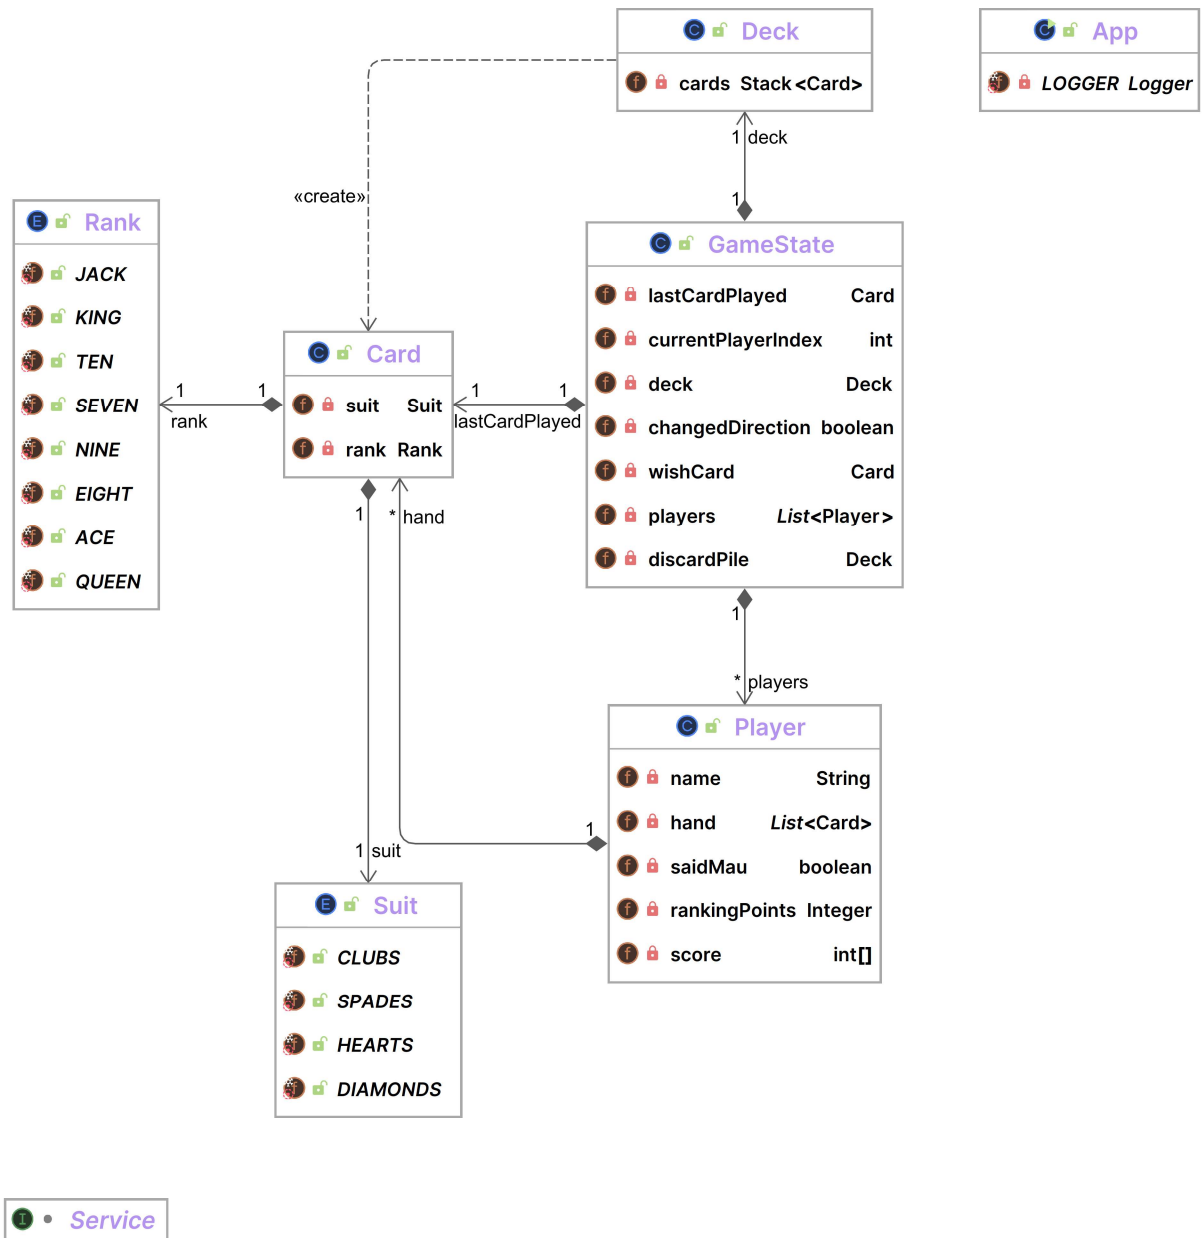 Deck
cards Stack<Card>
App
LOGGER Logger
1 deck
«create»
1
Rank
JACK
KING
TEN
SEVEN
NINE
EIGHT
ACE
QUEEN
GameState
lastCardPlayed Card
currentPlayerIndex int
deck Deck
changedDirection boolean
wishCard Card
players List<Player>
discardPile Deck
Card
suit Suit
rank Rank
1 1
rank
1 1
lastCardPlayed
1
* hand
1
* players
Player
name String
hand List<Card>
saidMau boolean
rankingPoints Integer
score int[]
1
1 suit
Suit
CLUBS
SPADES
HEARTS
DIAMONDS
Service